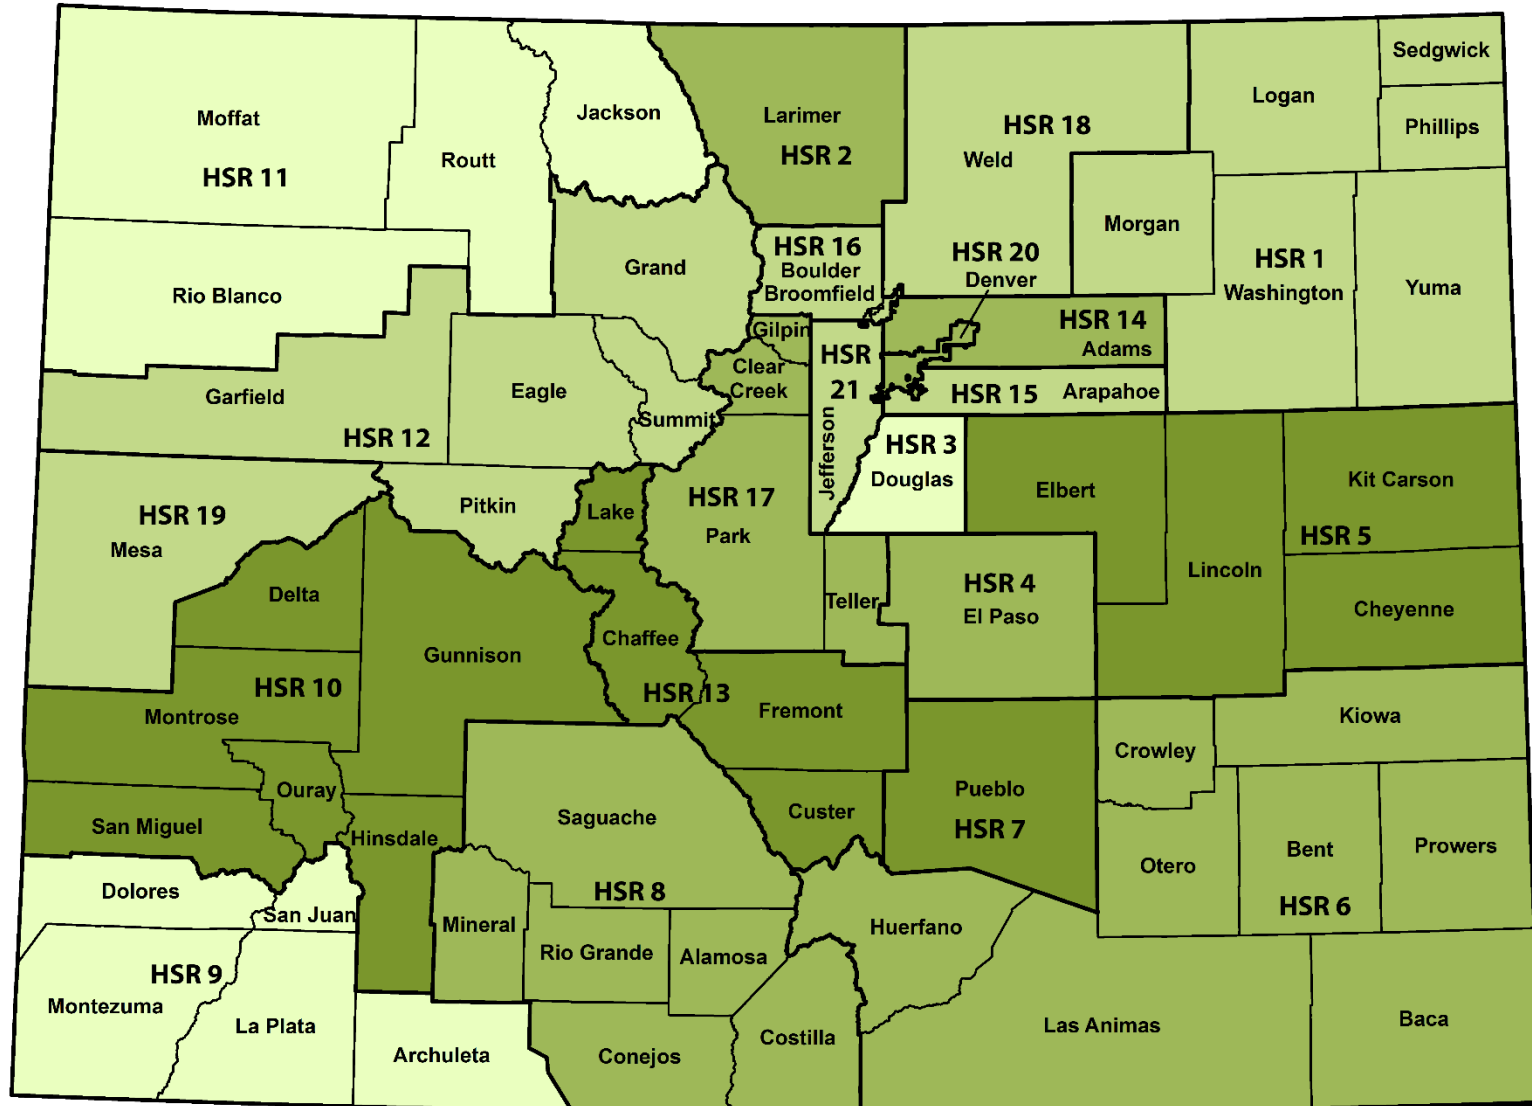 Sedgwick
Logan
Moffat
Jackson
Larimer
HSR 18
Phillips
HSR 2
Routt
Weld
HSR 11
Morgan
HSR 16
HSR 20
HSR 1
Grand
Boulder
Denver
Rio Blanco
Broomfield
Washington
Yuma
Gilpin
HSR 14
Adams
HSR
21
Clear
Creek
Garfield
Eagle
HSR 15
Arapahoe
Summit
HSR 12
HSR 3
Jefferson
Douglas
Kit Carson
Elbert
HSR 17
Pitkin
Lake
HSR 19
Park
HSR 5
Mesa
Lincoln
HSR 4
Delta
Teller
El Paso
Cheyenne
Chaffee
Gunnison
HSR 10
HSR 13
Montrose
Fremont
Kiowa
Crowley
Ouray
Pueblo
Saguache
Custer
HSR 7
San Miguel
Hinsdale
Bent
Prowers
Otero
Dolores
HSR 8
HSR 6
San Juan
Mineral
Huerfano
Rio Grande
Alamosa
HSR 9
Montezuma
La Plata
Las Animas
Baca
Costilla
Archuleta
Conejos